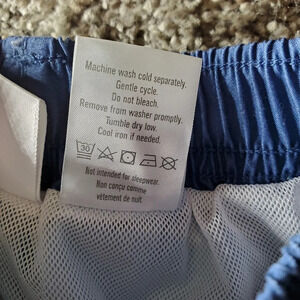 Machine wash cold separately.
Gentle cycle.
Do not bleach.
Remove from washer promptly.
Tumble dry low.
Cool iron if needed.
30
Not intended for sleepwear.
Non conçu comme
vêtement de nuit.